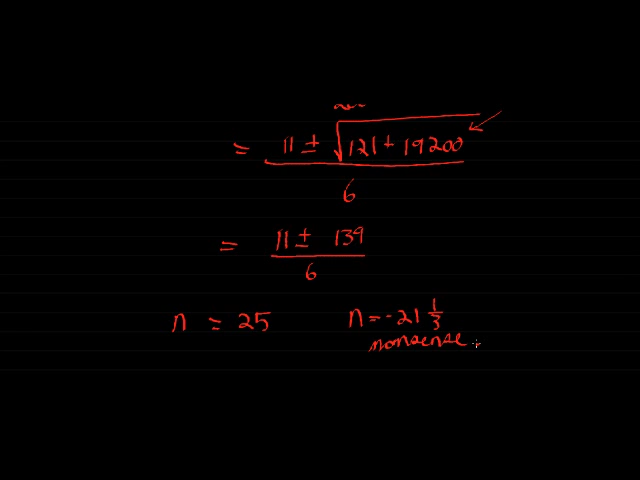 = 11 ± √121 + 19200
6
= 11 ± 139
6
n = 25 n = -21 1/3
nonsense